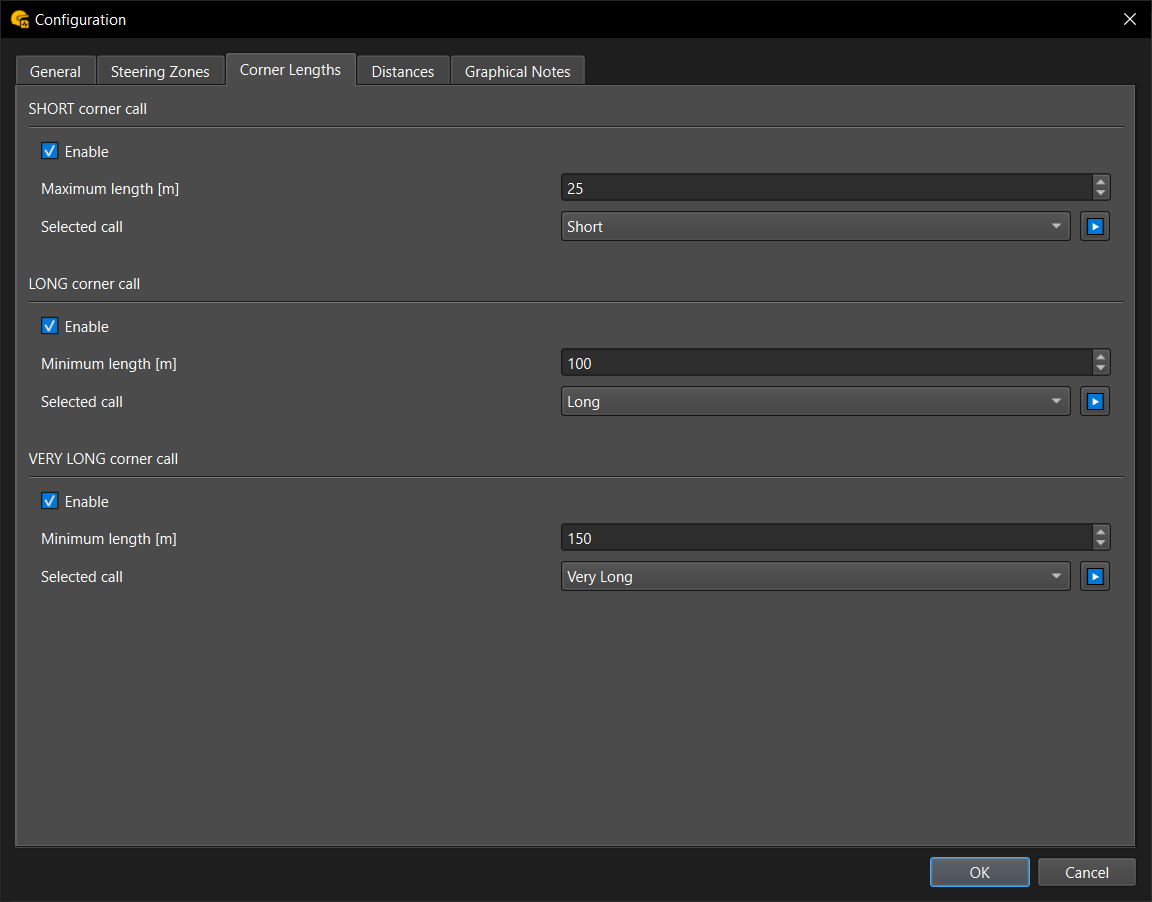 Configuration
General Steering Zones Corner Lengths Distances Graphical Notes
SHORT corner call
Enable
Maximum length [m] 25
Selected call Short
LONG corner call
Enable
Minimum length [m] 100
Selected call Long
VERY LONG corner call
Enable
Minimum length [m] 150
Selected call Very Long
OK Cancel